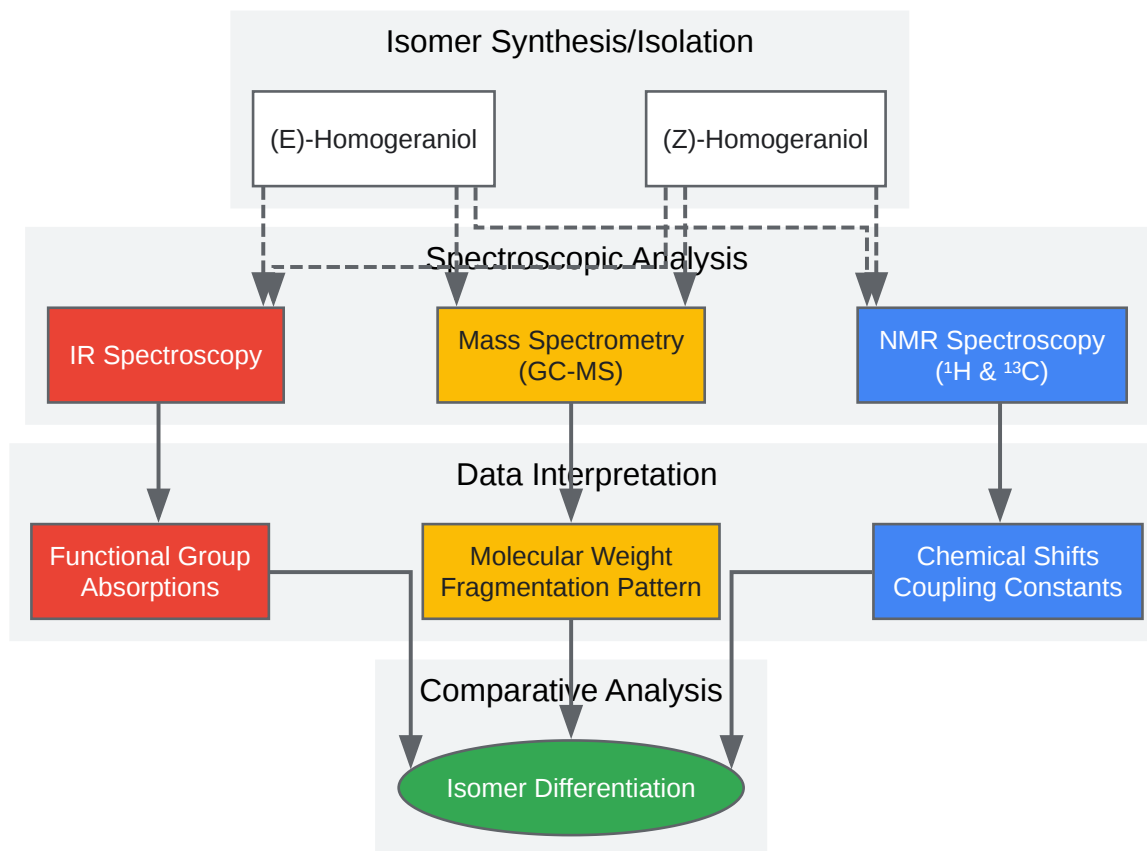 Isomer Synthesis/Isolation
(E)-Homogeraniol
(Z)-Homogeraniol
Spectroscopic Analysis
IR Spectroscopy
Mass Spectrometry
(GC-MS)
NMR Spectroscopy
(¹H & ¹³C)
Data Interpretation
Functional Group
Absorptions
Molecular Weight
Fragmentation Pattern
Chemical Shifts
Coupling Constants
Comparative Analysis
Isomer Differentiation